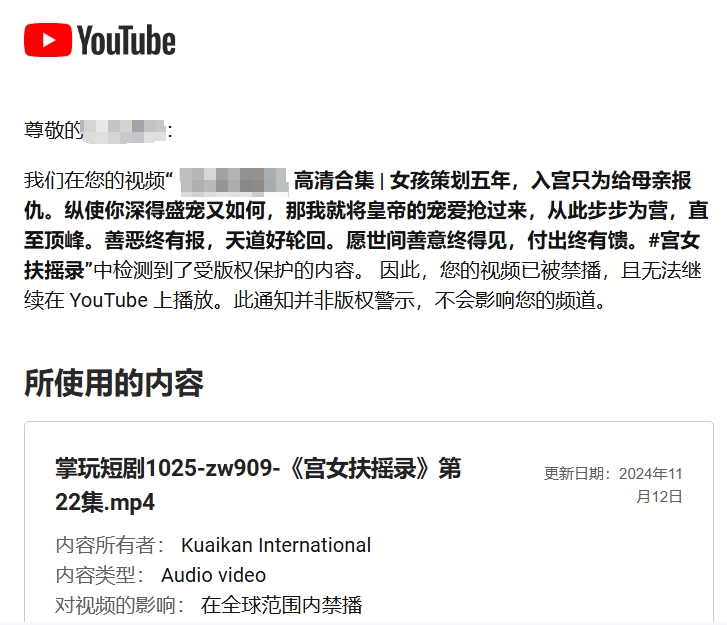 YouTube
尊敬的:
我们在您的视频“ 高清合集 | 女孩策划五年，入宫只为给母亲报
仇。纵使你深得盛宠又如何，那我就将皇帝的宠爱抢过来，从此步步为营，直
至顶峰。善恶终有报，天道好轮回。愿世间善意终得见，付出终有馈。#宫女
扶摇录”中检测到了受版权保护的内容。 因此，您的视频已被禁播，且无法继
续在 YouTube 上播放。此通知并非版权警示，不会影响您的频道。
所使用的内容
掌玩短剧1025-zw909-《宫女扶摇录》第
22集.mp4
更新日期：2024年11
月12日
内容所有者： Kuaikan International
内容类型： Audio video
对视频的影响： 在全球范围内禁播